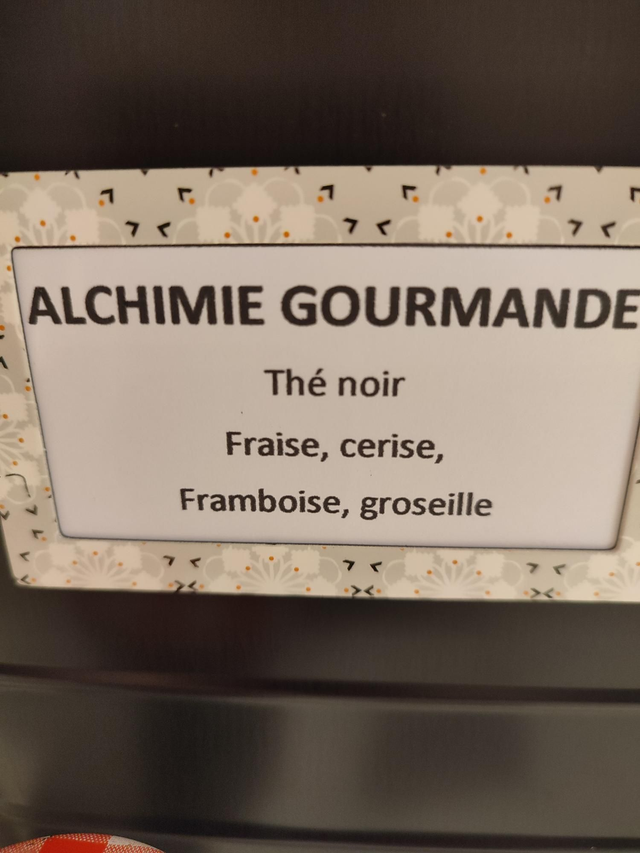 ALCHIMIE GOURMANDE
Thé noir
Fraise, cerise,
Framboise, groseille